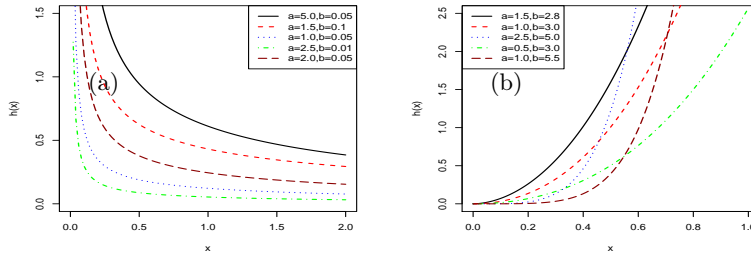 a=5.0,b=0.05
a=1.5,b=0.1
a=1.0,b=0.05
a=2.5,b=0.01
a=2.0,b=0.05
(a)
h(x)
1.5
1.0
0.5
0.0
0.0 0.5 1.0 1.5 2.0
x
a=1.5,b=2.8
a=1.0,b=3.0
a=2.5,b=5.0
a=0.5,b=3.0
a=1.0,b=5.5
(b)
h(x)
2.5
2.0
1.5
1.0
0.5
0.0
0.0 0.2 0.4 0.6 0.8 1.0
x